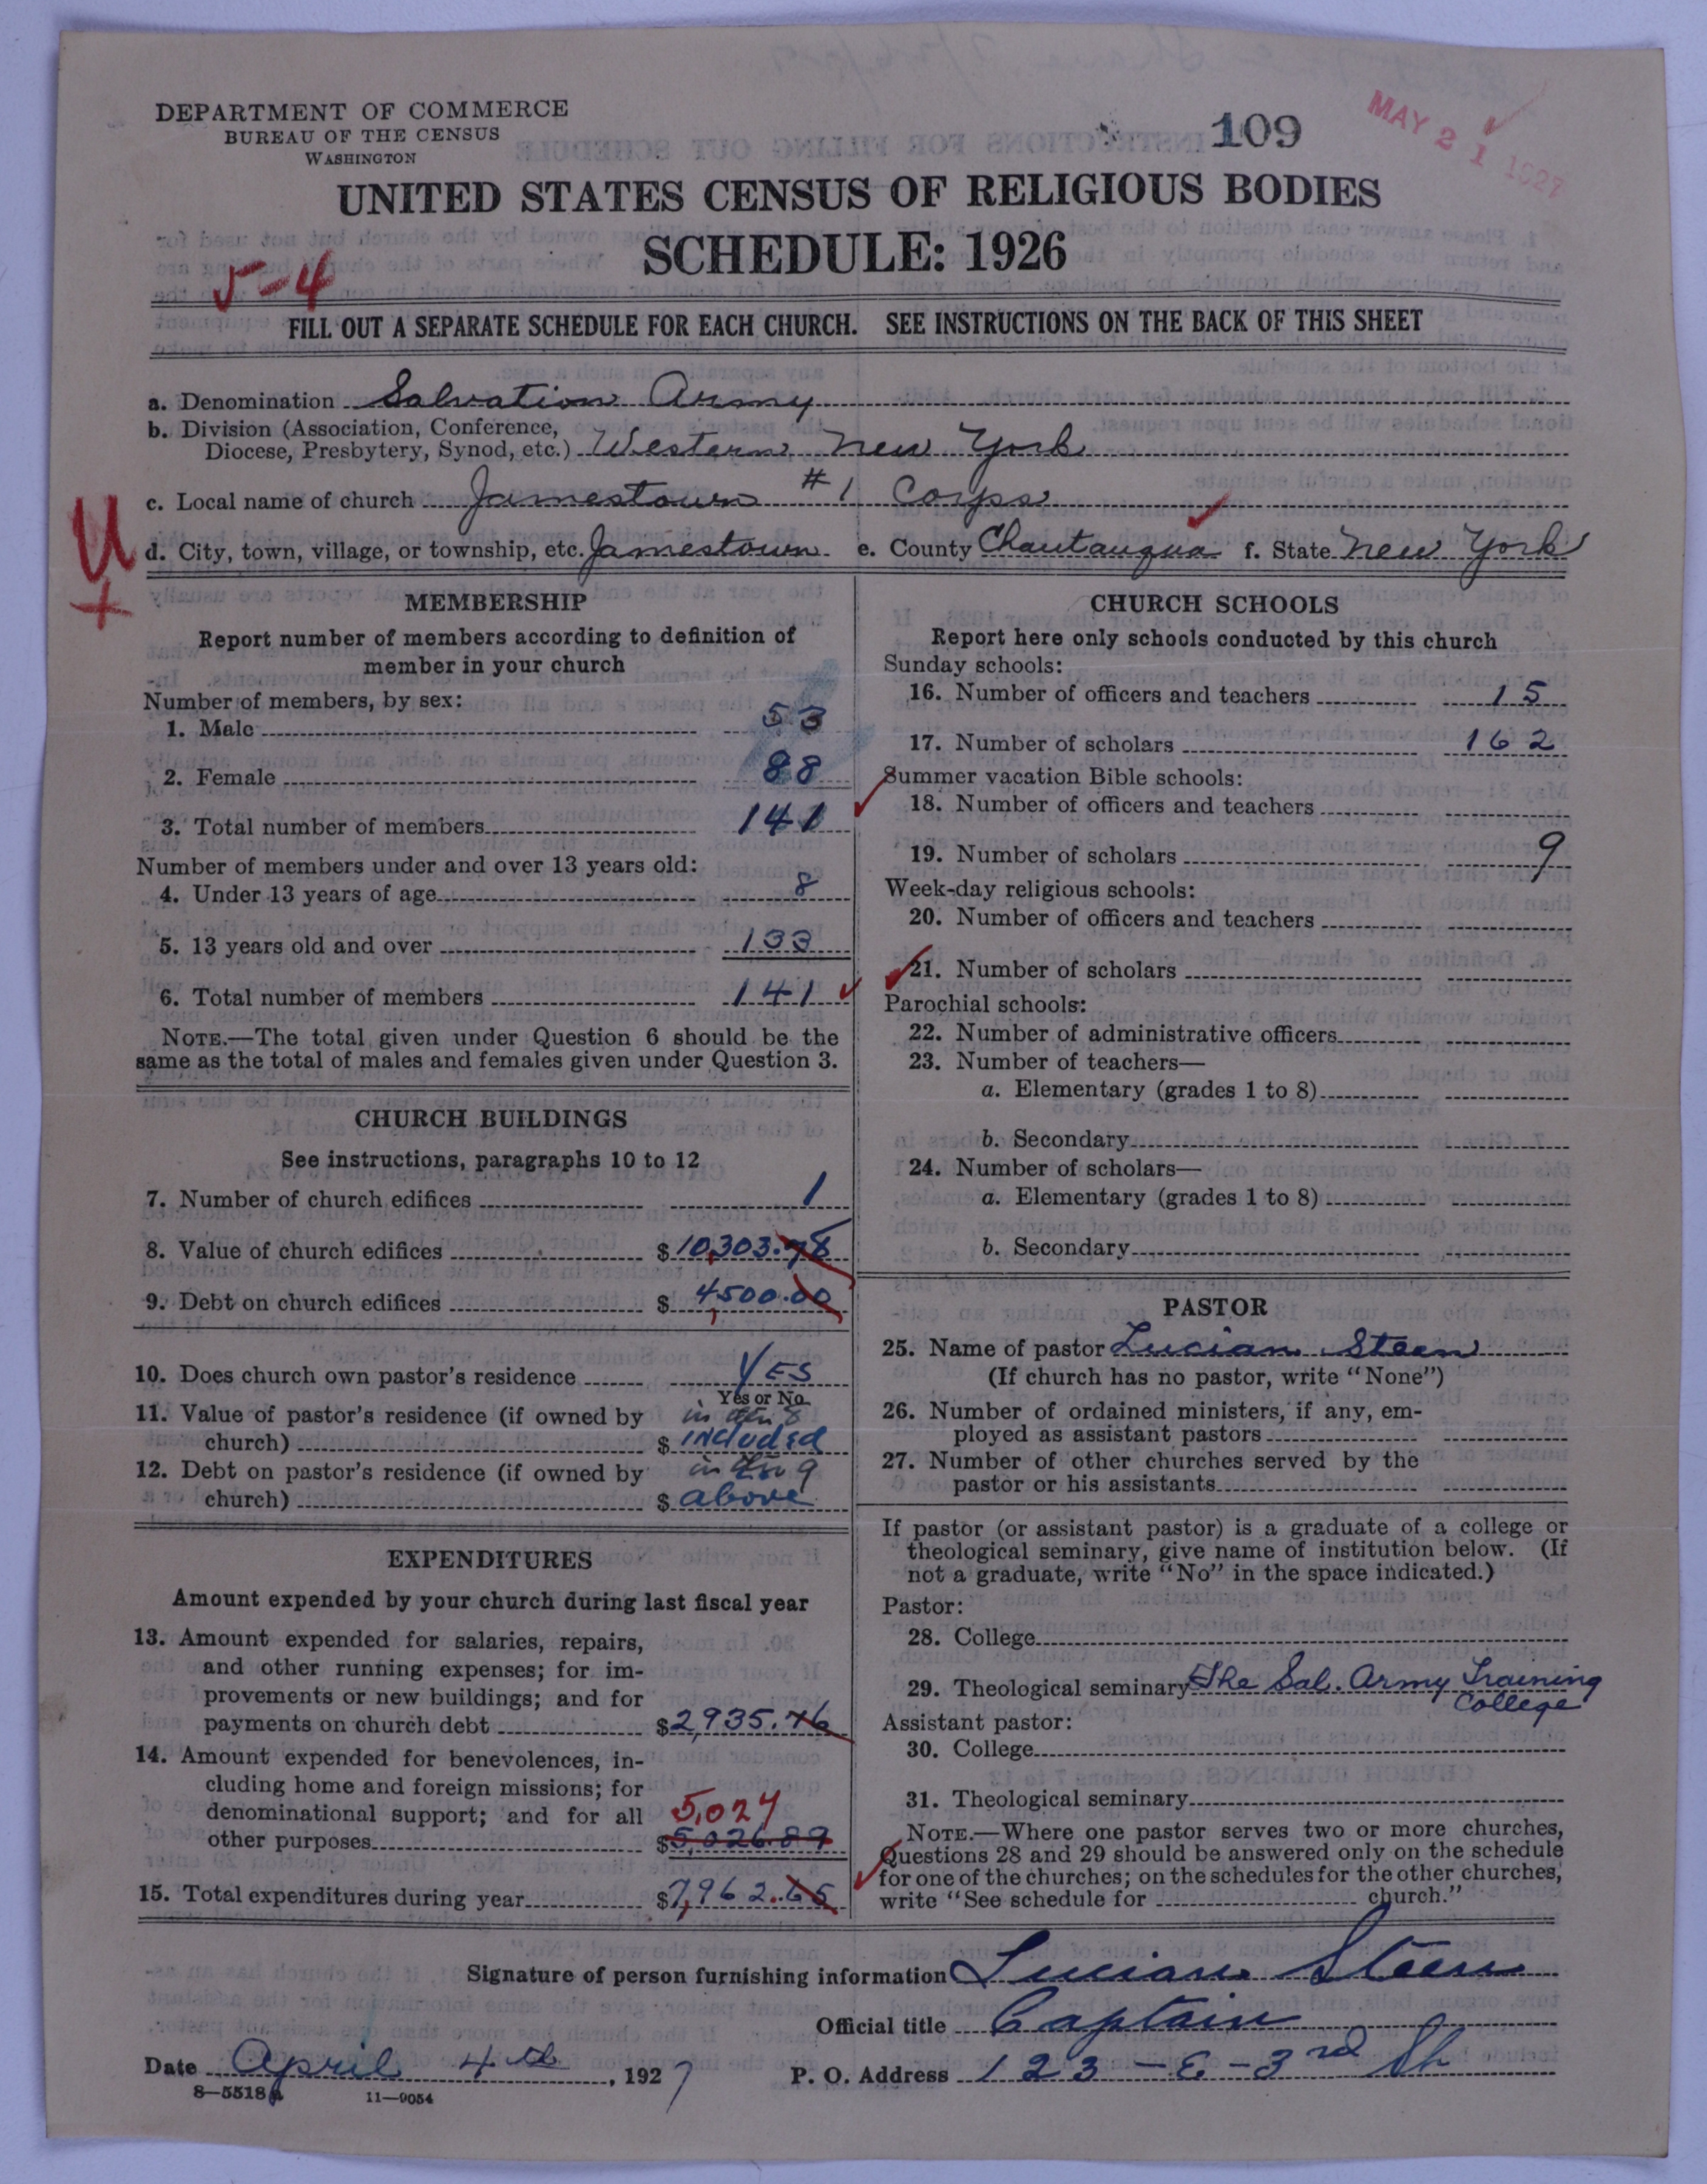 DEPARTMENT OF COMMERCE
BUREAU OF THE CENSUS
WASHINGTON
109
MAY 21 1927
UNITED STATES CENSUS OF RELIGIOUS BODIES
SCHEDULE: 1926
5-4
FILL OUT A SEPARATE SCHEDULE FOR EACH CHURCH. SEE INSTRUCTIONS ON THE BACK OF THIS SHEET
a. Denomination Salvation Army
b. Division (Association, Conference,
Diocese, Presbytery, Synod, etc.) Western New York
c. Local name of church Jamestown #1 Corps
U
d. City, town, village, or township, etc. Jamestown e. County Chautauqua f. State New York
MEMBERSHIP
Report number of members according to definition of
member in your church
Number of members, by sex:
1. Male 53
2. Female 88
3. Total number of members 141
Number of members under and over 13 years old:
4. Under 13 years of age 8
5. 13 years old and over 133
6. Total number of members 141
NOTE.—The total given under Question 6 should be the
same as the total of males and females given under Question 3.
CHURCH BUILDINGS
See instructions, paragraphs 10 to 12
7. Number of church edifices 1
8. Value of church edifices $10,303.78
9. Debt on church edifices $ 4,500.00
10. Does church own pastor's residence YES
Yes or No
11. Value of pastor's residence (if owned by in 8
church) $ included
12. Debt on pastor's residence (if owned by in 9
church) $ above
EXPENDITURES
Amount expended by your church during last fiscal year
13. Amount expended for salaries, repairs,
and other running expenses; for im-
provements or new buildings; and for
payments on church debt $2,935.76
14. Amount expended for benevolences, in-
cluding home and foreign missions; for
denominational support; and for all 5,027
other purposes $5,026.89
15. Total expenditures during year $7,962.65
CHURCH SCHOOLS
Report here only schools conducted by this church
Sunday schools:
16. Number of officers and teachers 15
17. Number of scholars 162
Summer vacation Bible schools:
18. Number of officers and teachers
19. Number of scholars 9
Week-day religious schools:
20. Number of officers and teachers
21. Number of scholars
Parochial schools:
22. Number of administrative officers
23. Number of teachers—
a. Elementary (grades 1 to 8)
b. Secondary
24. Number of scholars—
a. Elementary (grades 1 to 8)
b. Secondary
PASTOR
25. Name of pastor Lucian Steen
(If church has no pastor, write "None")
26. Number of ordained ministers, if any, em-
ployed as assistant pastors
27. Number of other churches served by the
pastor or his assistants
If pastor (or assistant pastor) is a graduate of a college or
theological seminary, give name of institution below. (If
not a graduate, write "No" in the space indicated.)
Pastor:
28. College
29. Theological seminary The Sal. Army Training
College
Assistant pastor:
30. College
31. Theological seminary
NOTE.—Where one pastor serves two or more churches,
Questions 28 and 29 should be answered only on the schedule
for one of the churches; on the schedules for the other churches,
write "See schedule for church."
Signature of person furnishing information Lucian Steen
Official title Captain
Date April 4th, 1927 P. O. Address 123-E-3rd St
8—5518a 11—9054